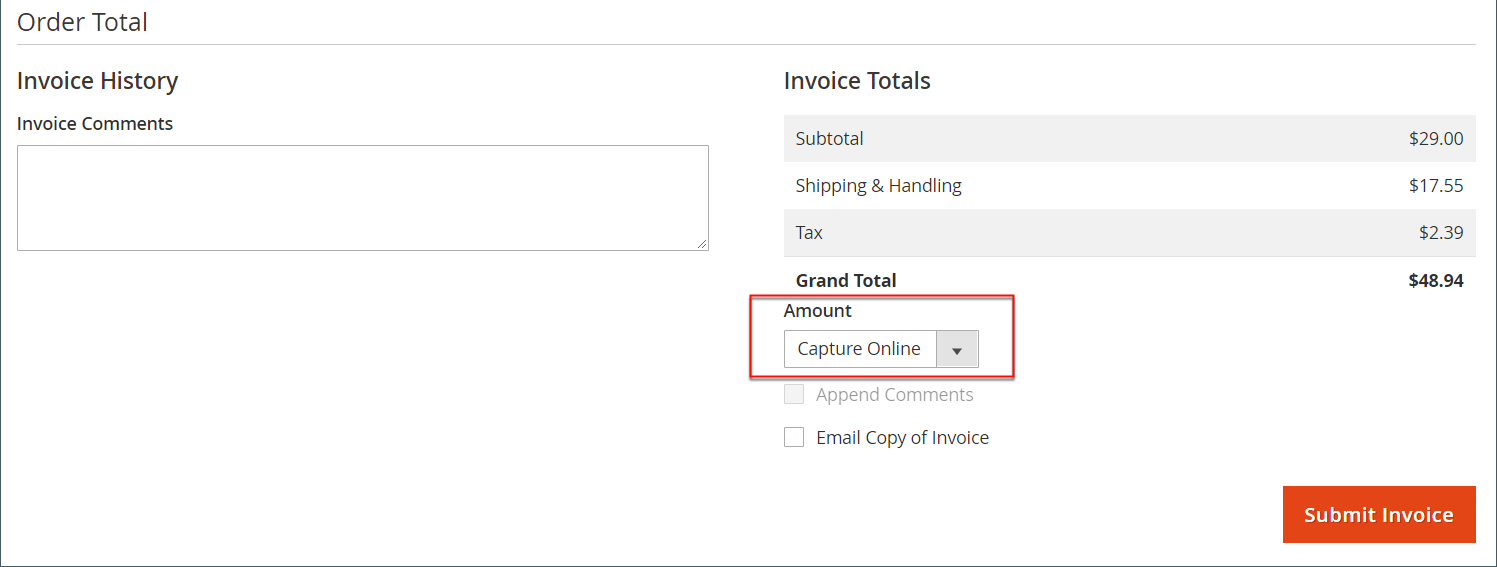 Order Total
Invoice History
Invoice Comments
Invoice Totals
Subtotal $29.00
Shipping & Handling $17.55
Tax $2.39
Grand Total $48.94
Amount
Capture Online
Append Comments
Email Copy of Invoice
Submit Invoice